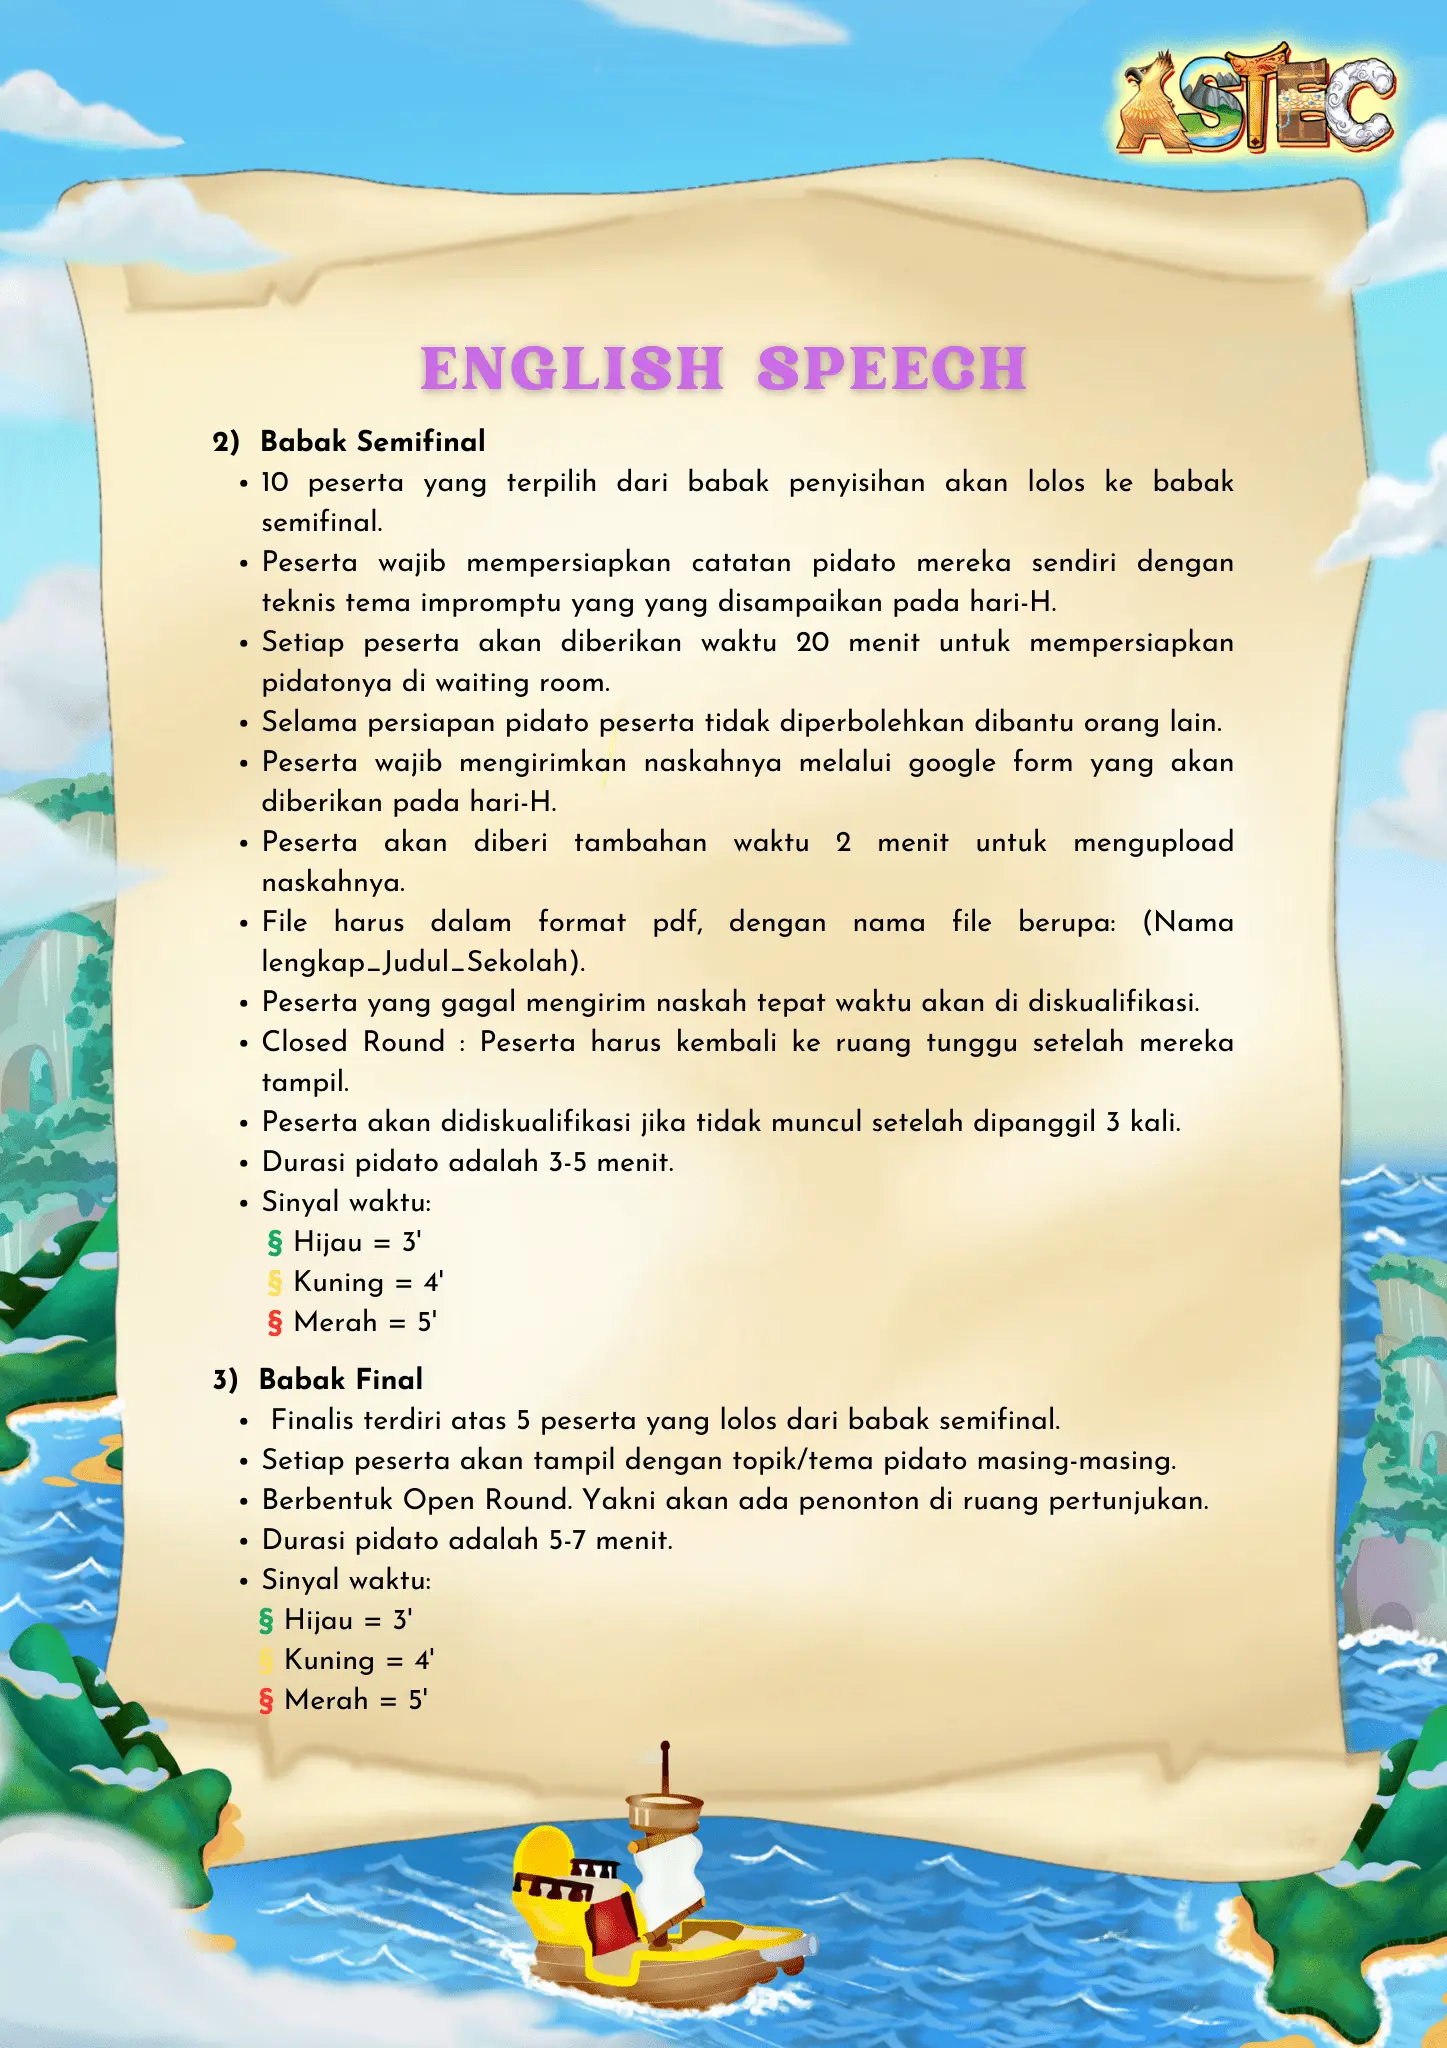 ASTEC
ENGLISH SPEECH
2) Babak Semifinal
• 10 peserta yang terpilih dari babak penyisihan akan lolos ke babak
semifinal.
• Peserta wajib mempersiapkan catatan pidato mereka sendiri dengan
teknis tema impromptu yang yang disampaikan pada hari-H.
• Setiap peserta akan diberikan waktu 20 menit untuk mempersiapkan
pidatonya di waiting room.
• Selama persiapan pidato peserta tidak diperbolehkan dibantu orang lain.
• Peserta wajib mengirimkan naskahnya melalui google form yang akan
diberikan pada hari-H.
• Peserta akan diberi tambahan waktu 2 menit untuk mengupload
naskahnya.
• File harus dalam format pdf, dengan nama file berupa: (Nama
lengkap_Judul_Sekolah).
• Peserta yang gagal mengirim naskah tepat waktu akan di diskualifikasi.
• Closed Round : Peserta harus kembali ke ruang tunggu setelah mereka
tampil.
• Peserta akan didiskualifikasi jika tidak muncul setelah dipanggil 3 kali.
• Durasi pidato adalah 3-5 menit.
• Sinyal waktu:
§ Hijau = 3'
§ Kuning = 4'
§ Merah = 5'
3) Babak Final
• Finalis terdiri atas 5 peserta yang lolos dari babak semifinal.
• Setiap peserta akan tampil dengan topik/tema pidato masing-masing.
• Berbentuk Open Round. Yakni akan ada penonton di ruang pertunjukan.
• Durasi pidato adalah 5-7 menit.
• Sinyal waktu:
§ Hijau = 3'
§ Kuning = 4'
§ Merah = 5'